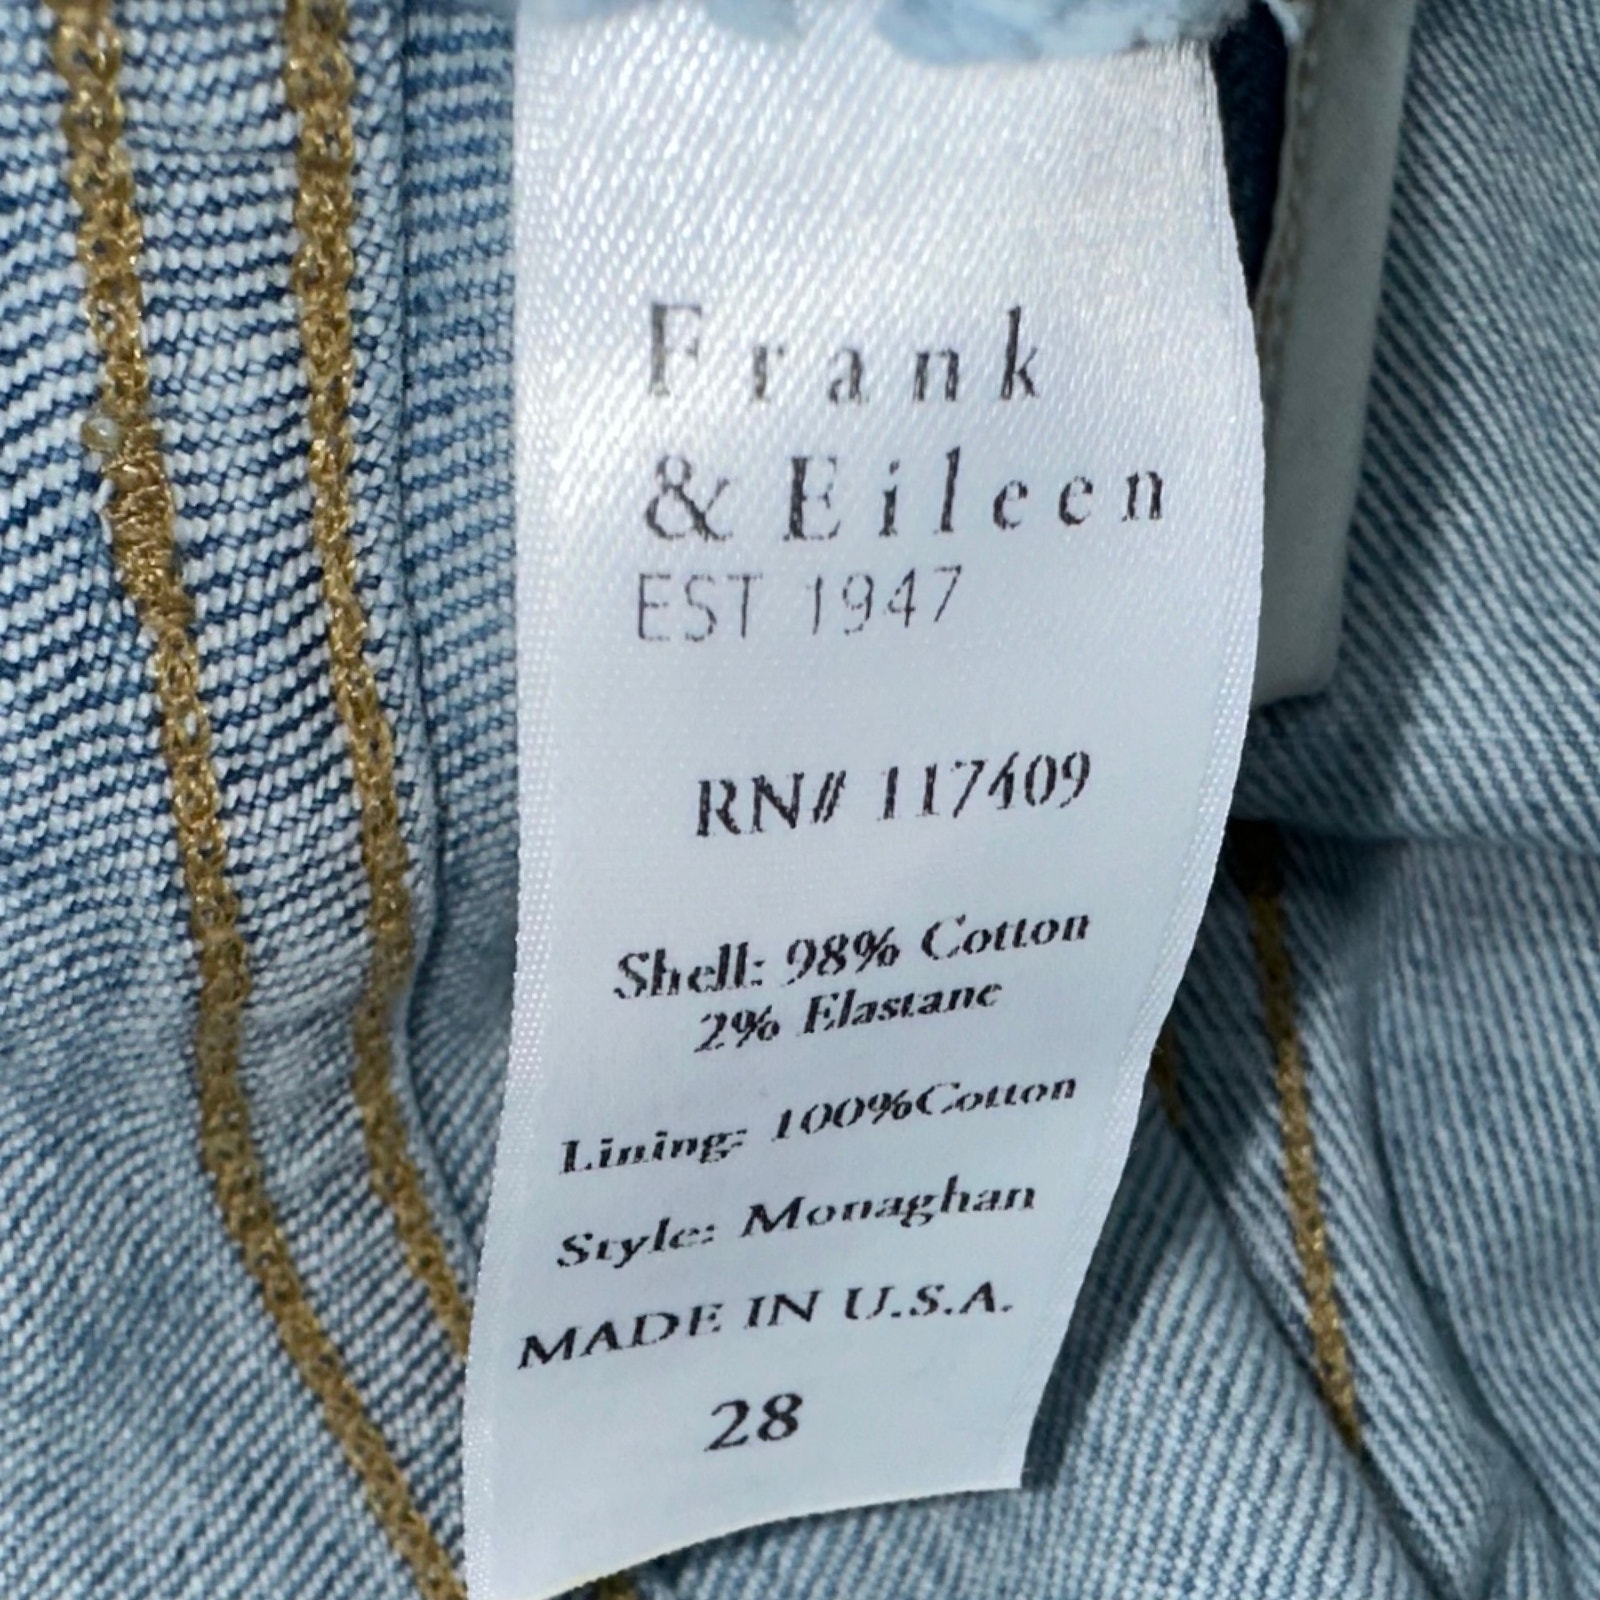 Frank
& Eileen
EST 1947
RN# 117409
Shell: 98% Cotton
2% Elastane
Lining: 100%Cotton
Style: Monaghan
MADE IN U.S.A.
28